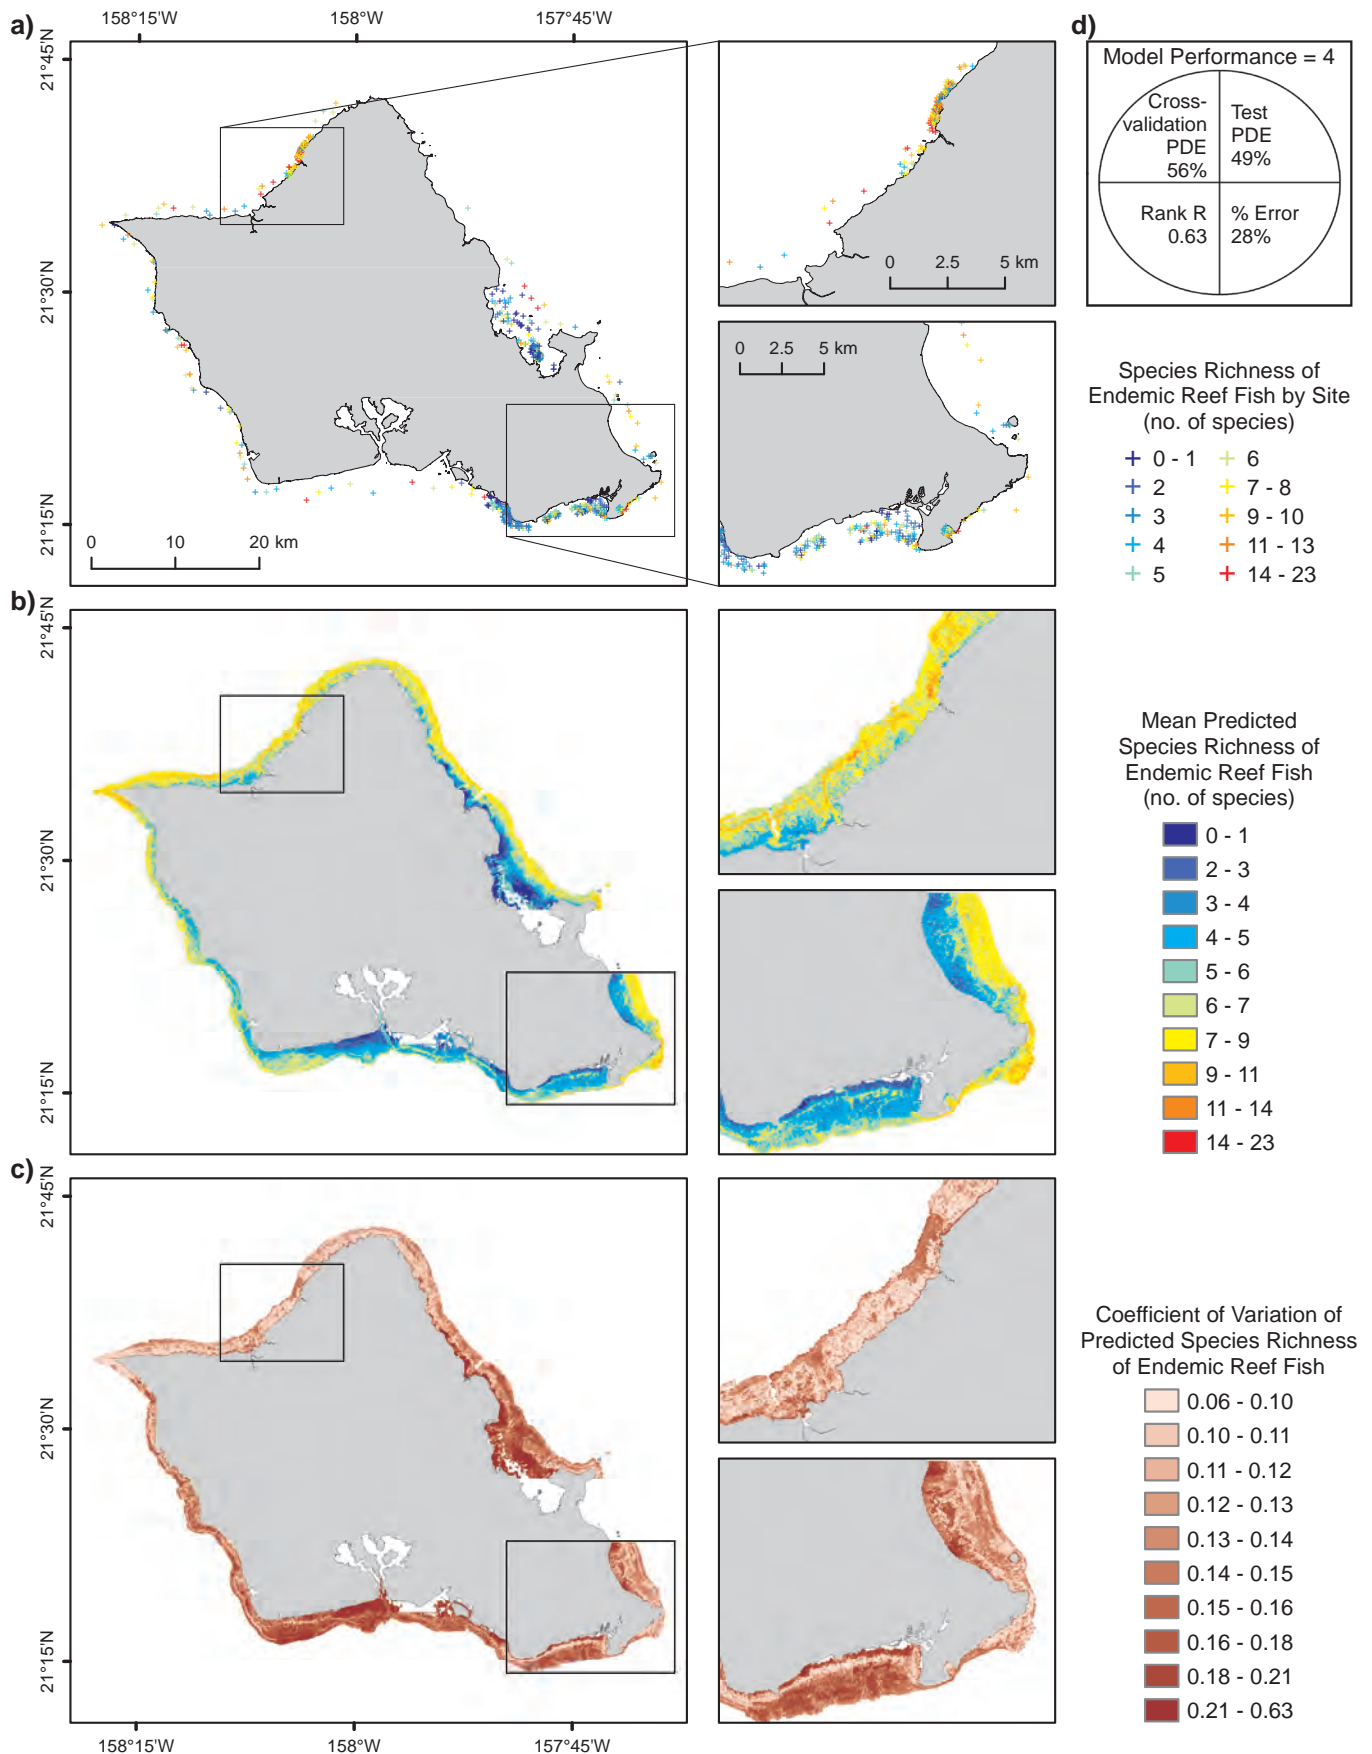 a)
158°15'W
158°W
157°45'W
21°45'N
21°30'N
21°15'N
0
10
20 km
0
2.5
5 km
0
2.5
5 km
d)
Model Performance = 4
Cross-
validation
PDE
56%
Test
PDE
49%
Rank R
0.63
% Error
28%
Species Richness of
Endemic Reef Fish by Site
(no. of species)
0 - 1
2
3
4
5
6
7 - 8
9 - 10
11 - 13
14 - 23
b)
21°45'N
21°30'N
21°15'N
Mean Predicted
Species Richness of
Endemic Reef Fish
(no. of species)
0 - 1
2 - 3
3 - 4
4 - 5
5 - 6
6 - 7
7 - 9
9 - 11
11 - 14
14 - 23
c)
21°45'N
21°30'N
21°15'N
158°15'W
158°W
157°45'W
Coefficient of Variation of
Predicted Species Richness
of Endemic Reef Fish
0.06 - 0.10
0.10 - 0.11
0.11 - 0.12
0.12 - 0.13
0.13 - 0.14
0.14 - 0.15
0.15 - 0.16
0.16 - 0.18
0.18 - 0.21
0.21 - 0.63